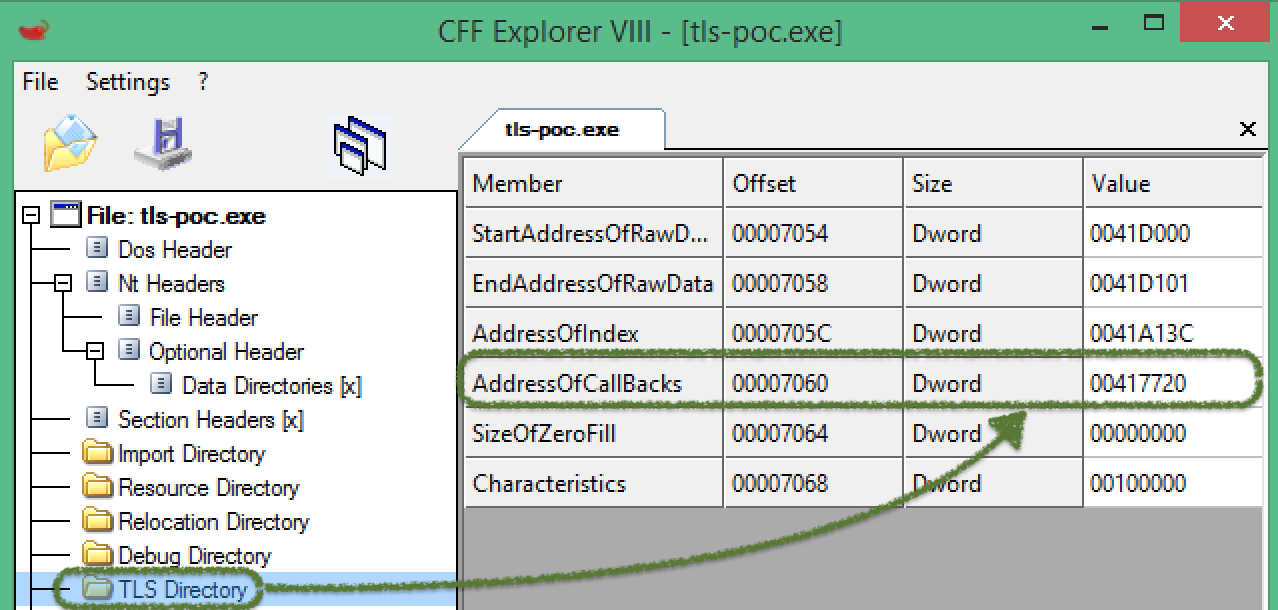 CFF Explorer VIII - [tls-poc.exe]
File Settings ?
tls-poc.exe
File: tls-poc.exe
Dos Header
Nt Headers
File Header
Optional Header
Data Directories [x]
Section Headers [x]
Import Directory
Resource Directory
Relocation Directory
Debug Directory
TLS Directory
Member Offset Size Value
StartAddressOfRawD... 00007054 Dword 0041D000
EndAddressOfRawData 00007058 Dword 0041D101
AddressOfIndex 0000705C Dword 0041A13C
AddressOfCallBacks 00007060 Dword 00417720
SizeOfZeroFill 00007064 Dword 00000000
Characteristics 00007068 Dword 00100000